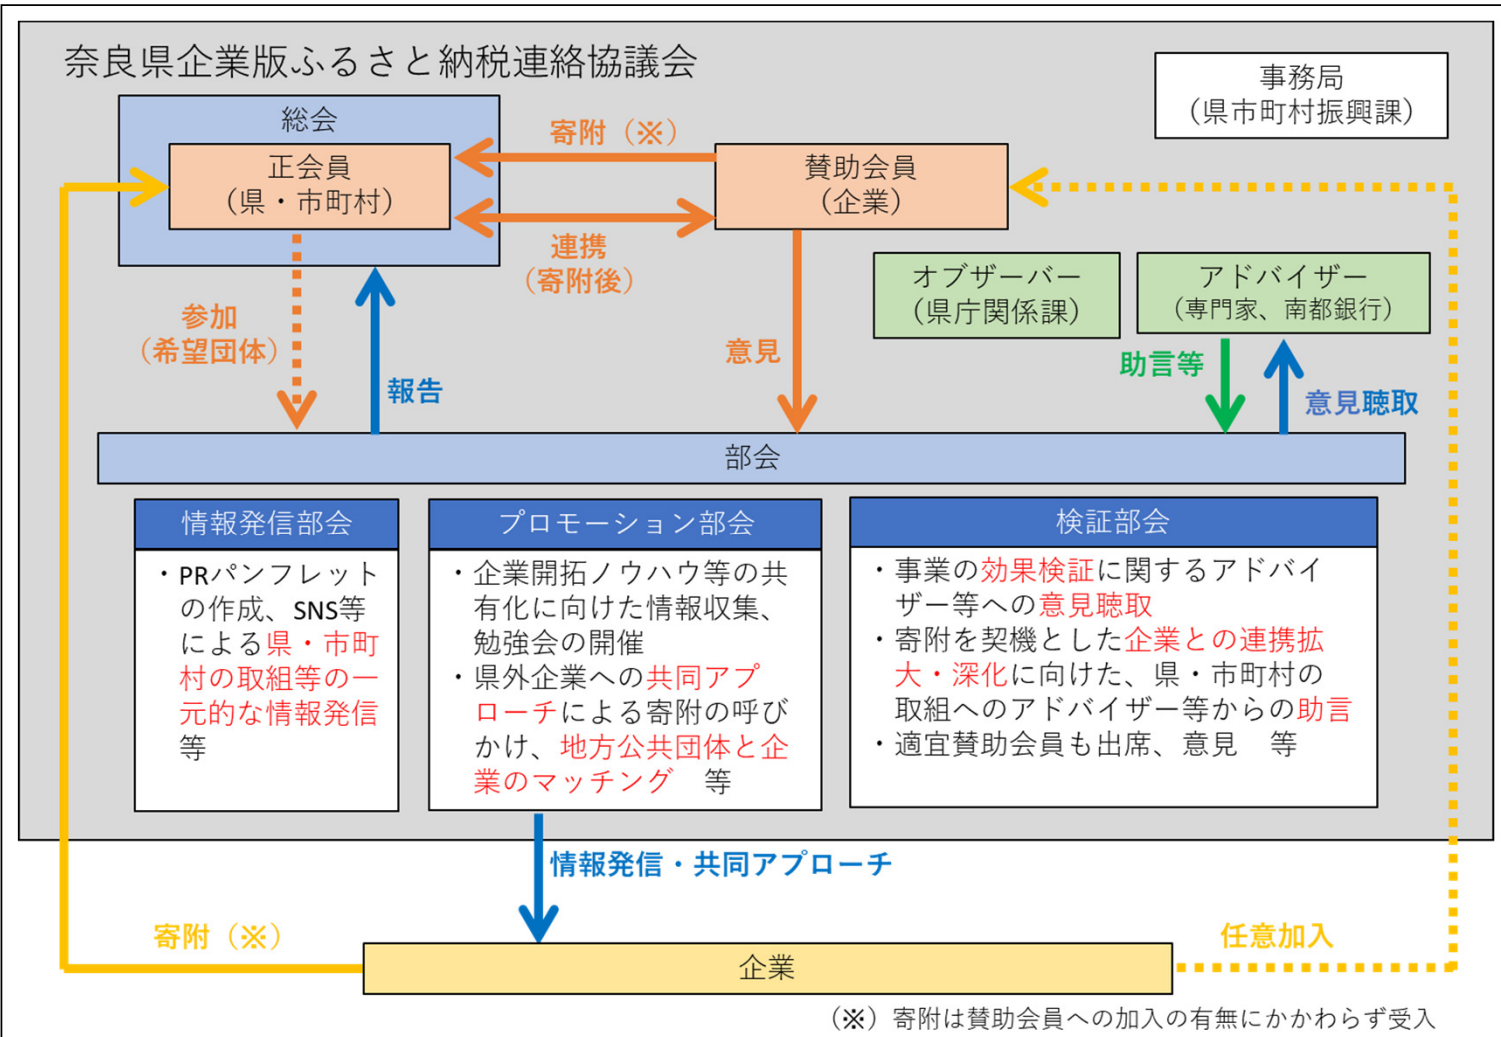 奈良県企業版ふるさと納税連絡協議会
事務局
（県市町村振興課）
総会
正会員
（県・市町村）
寄附（※）
賛助会員
（企業）
連携
（寄附後）
オブザーバー
（県庁関係課）
アドバイザー
（専門家、南都銀行）
参加
（希望団体）
報告
意見
助言等
意見聴取
部会
情報発信部会
・PRパンフレット
の作成、SNS等
による県・市町
村の取組等の一
元的な情報発信
等
プロモーション部会
・企業開拓ノウハウ等の共
有化に向けた情報収集、
勉強会の開催
・県外企業への共同アプ
ローチによる寄附の呼び
かけ、地方公共団体と企
業のマッチング　等
検証部会
・事業の効果検証に関するアドバイ
ザー等への意見聴取
・寄附を契機とした企業との連携拡
大・深化に向けた、県・市町村の
取組へのアドバイザー等からの助言
・適宜賛助会員も出席、意見　等
情報発信・共同アプローチ
寄附（※）
任意加入
企業
（※）寄附は賛助会員への加入の有無にかかわらず受入